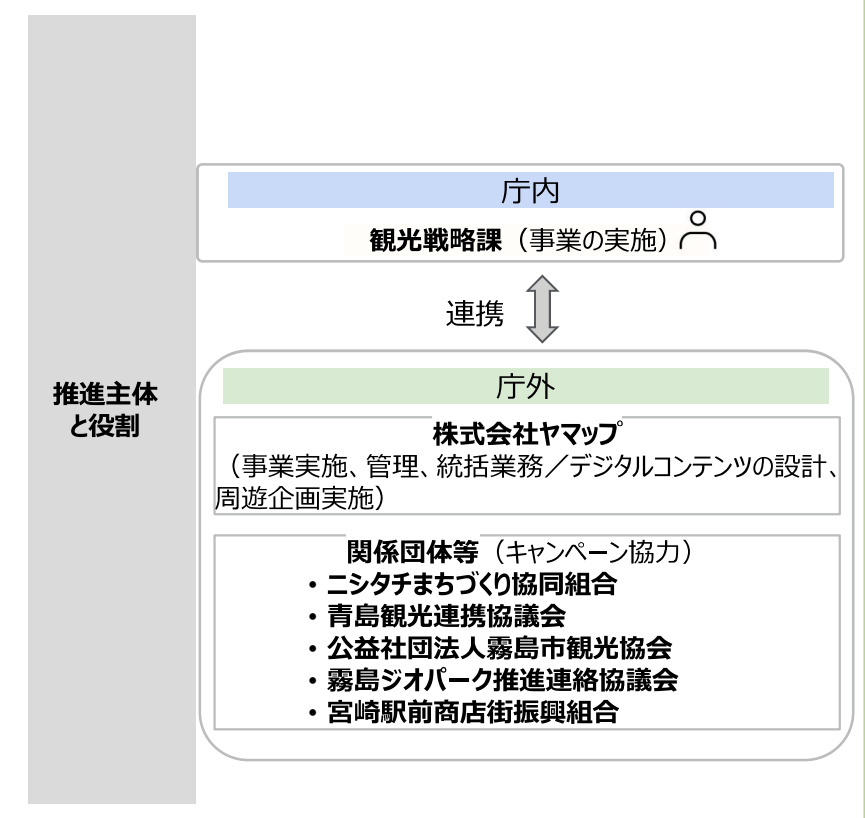 推進主体
と役割
庁内
観光戦略課（事業の実施）
連携
庁外
株式会社ヤマップ
（事業実施、管理、統括業務／デジタルコンテンツの設計、
周遊企画実施）
関係団体等（キャンペーン協力）
・ニシタチまちづくり協同組合
・青島観光連携協議会
・公益社団法人霧島市観光協会
・霧島ジオパーク推進連絡協議会
・宮崎駅前商店街振興組合